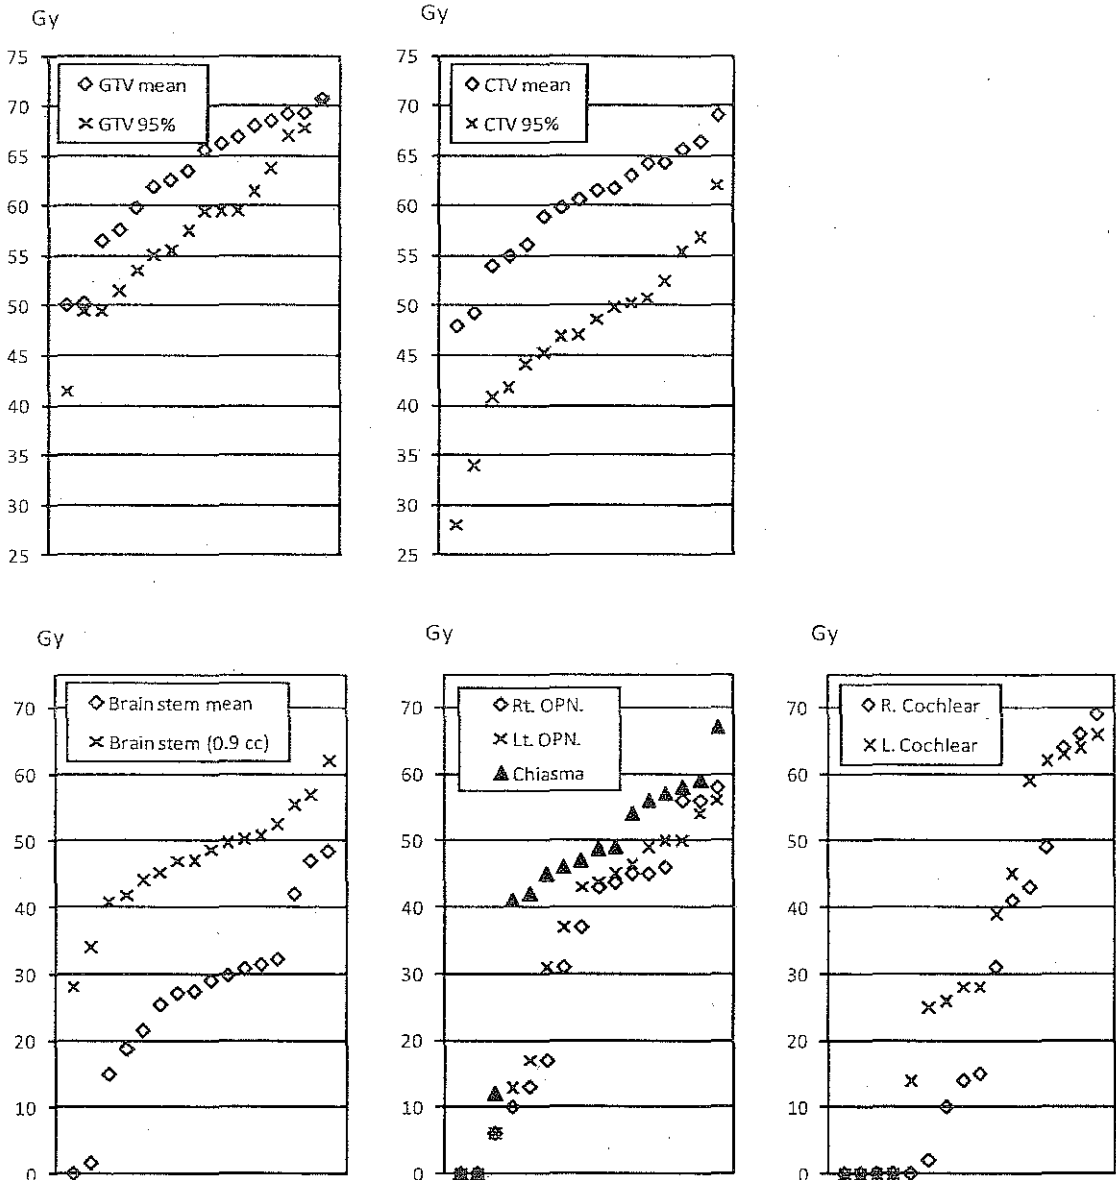 Gy
75
70
65
60
55
50
45
40
35
30
25
GTV mean
GTV 95%
Gy
75
70
65
60
55
50
45
40
35
30
25
CTV mean
CTV 95%
Gy
70
60
50
40
30
20
10
0
Brain stem mean
Brain stem (0.9 cc)
Gy
70
60
50
40
30
20
10
0
Rt. OPN.
Lt. OPN.
Chiasma
Gy
70
60
50
40
30
20
10
0
R. Cochlear
L. Cochlear